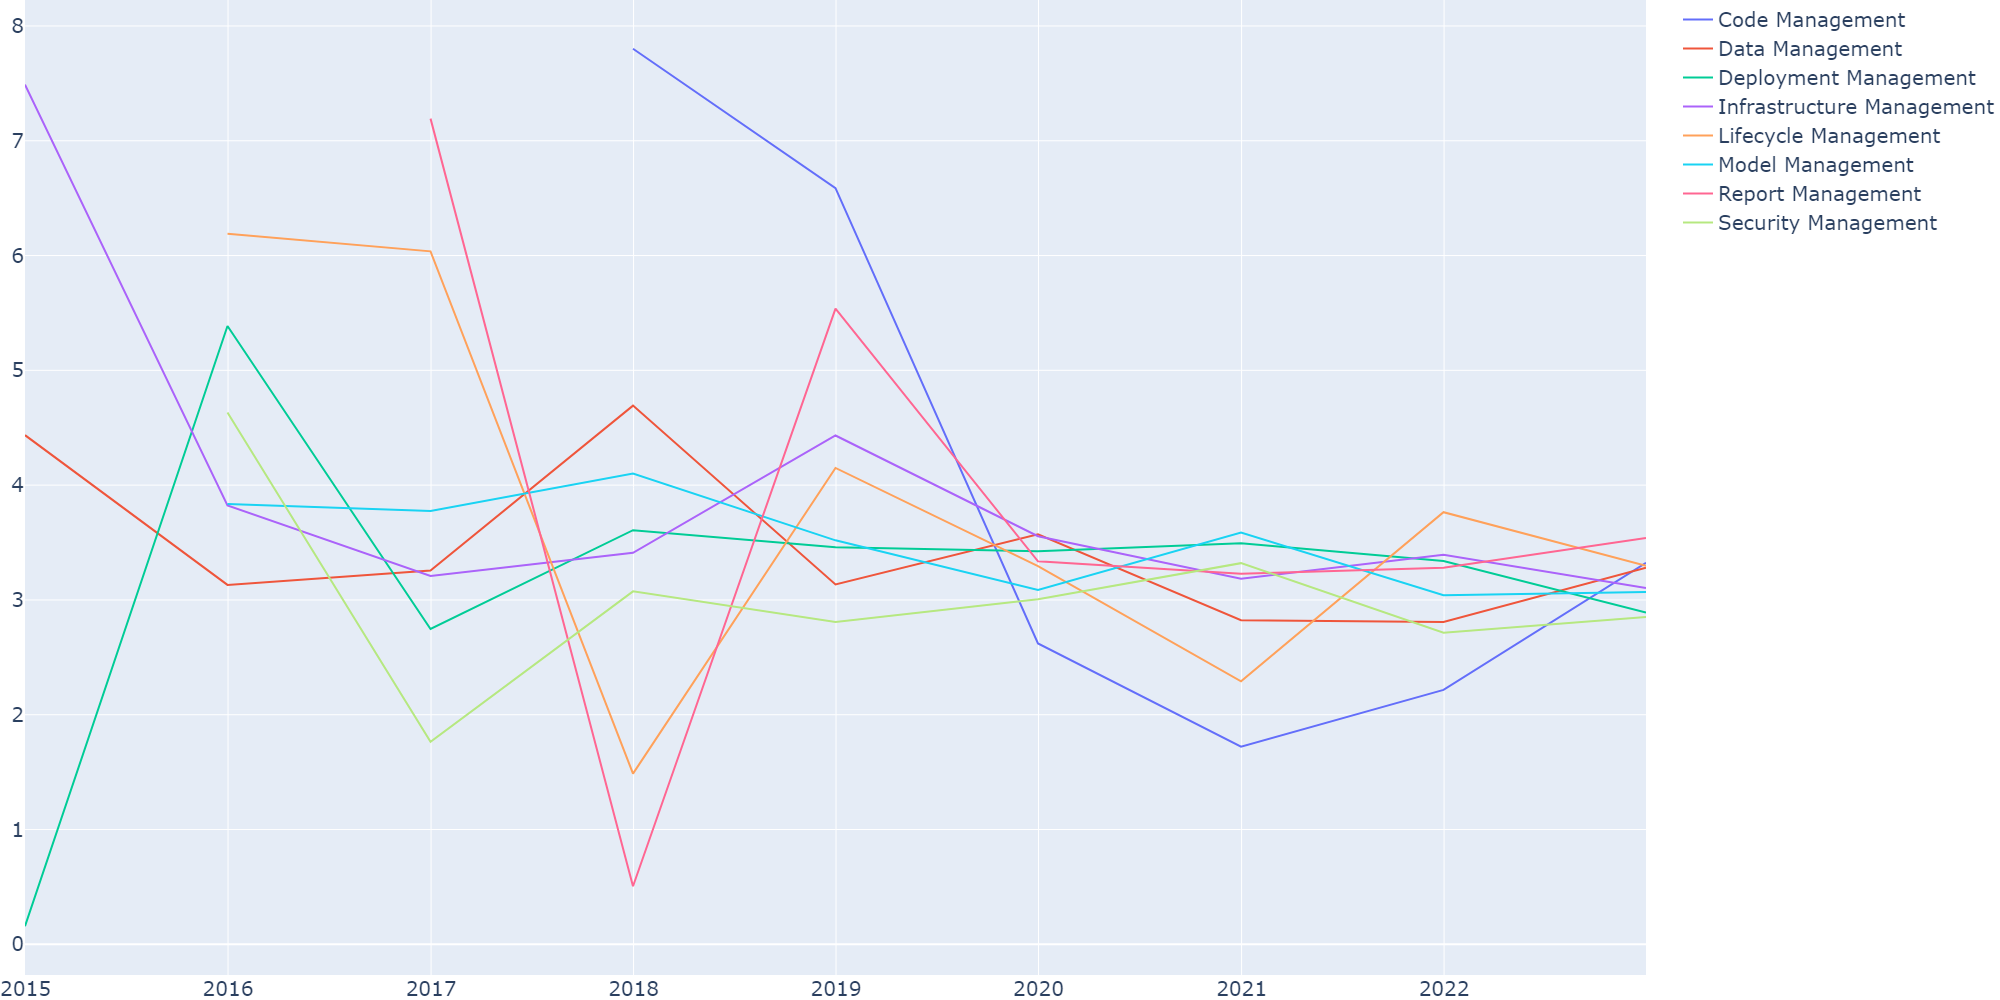 8
7
6
5
4
3
2
1
0
2015 2016 2017 2018 2019 2020 2021 2022
Code Management
Data Management
Deployment Management
Infrastructure Management
Lifecycle Management
Model Management
Report Management
Security Management